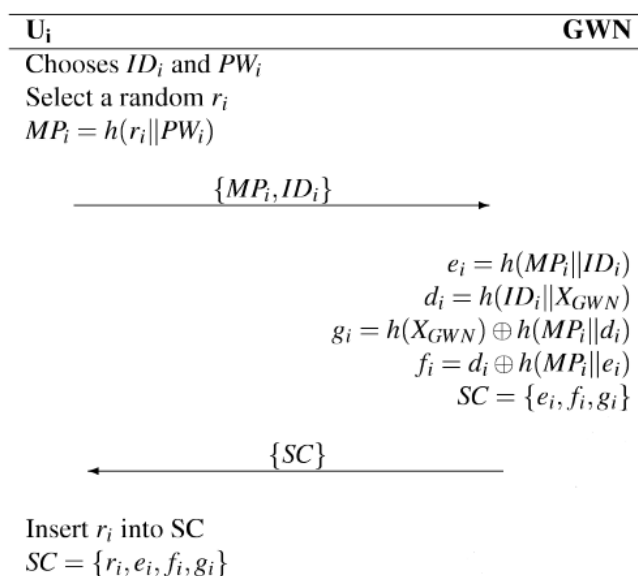 U_i GWN
Chooses ID_i and PW_i
Select a random r_i
MP_i = h(r_i||PW_i)
{MP_i, ID_i}
e_i = h(MP_i||ID_i)
d_i = h(ID_i||X_GWN)
g_i = h(X_GWN) ⊕ h(MP_i||d_i)
f_i = d_i ⊕ h(MP_i||e_i)
SC = {e_i, f_i, g_i}
{SC}
Insert r_i into SC
SC = {r_i, e_i, f_i, g_i}